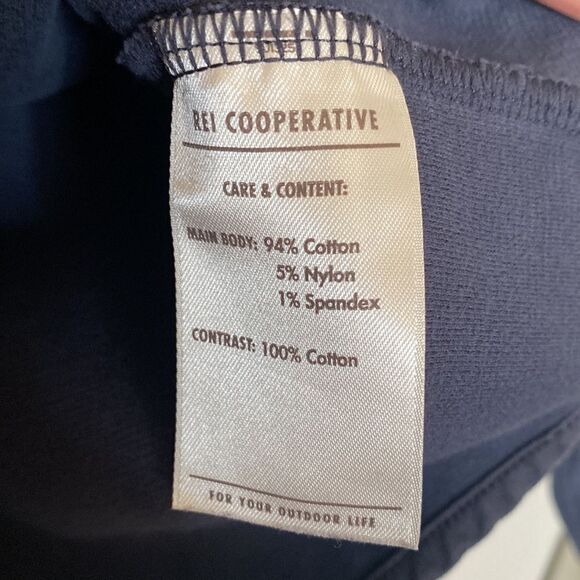 REI COOPERATIVE
CARE & CONTENT:
MAIN BODY: 94% Cotton
5% Nylon
1% Spandex
CONTRAST: 100% Cotton
FOR YOUR OUTDOOR LIFE